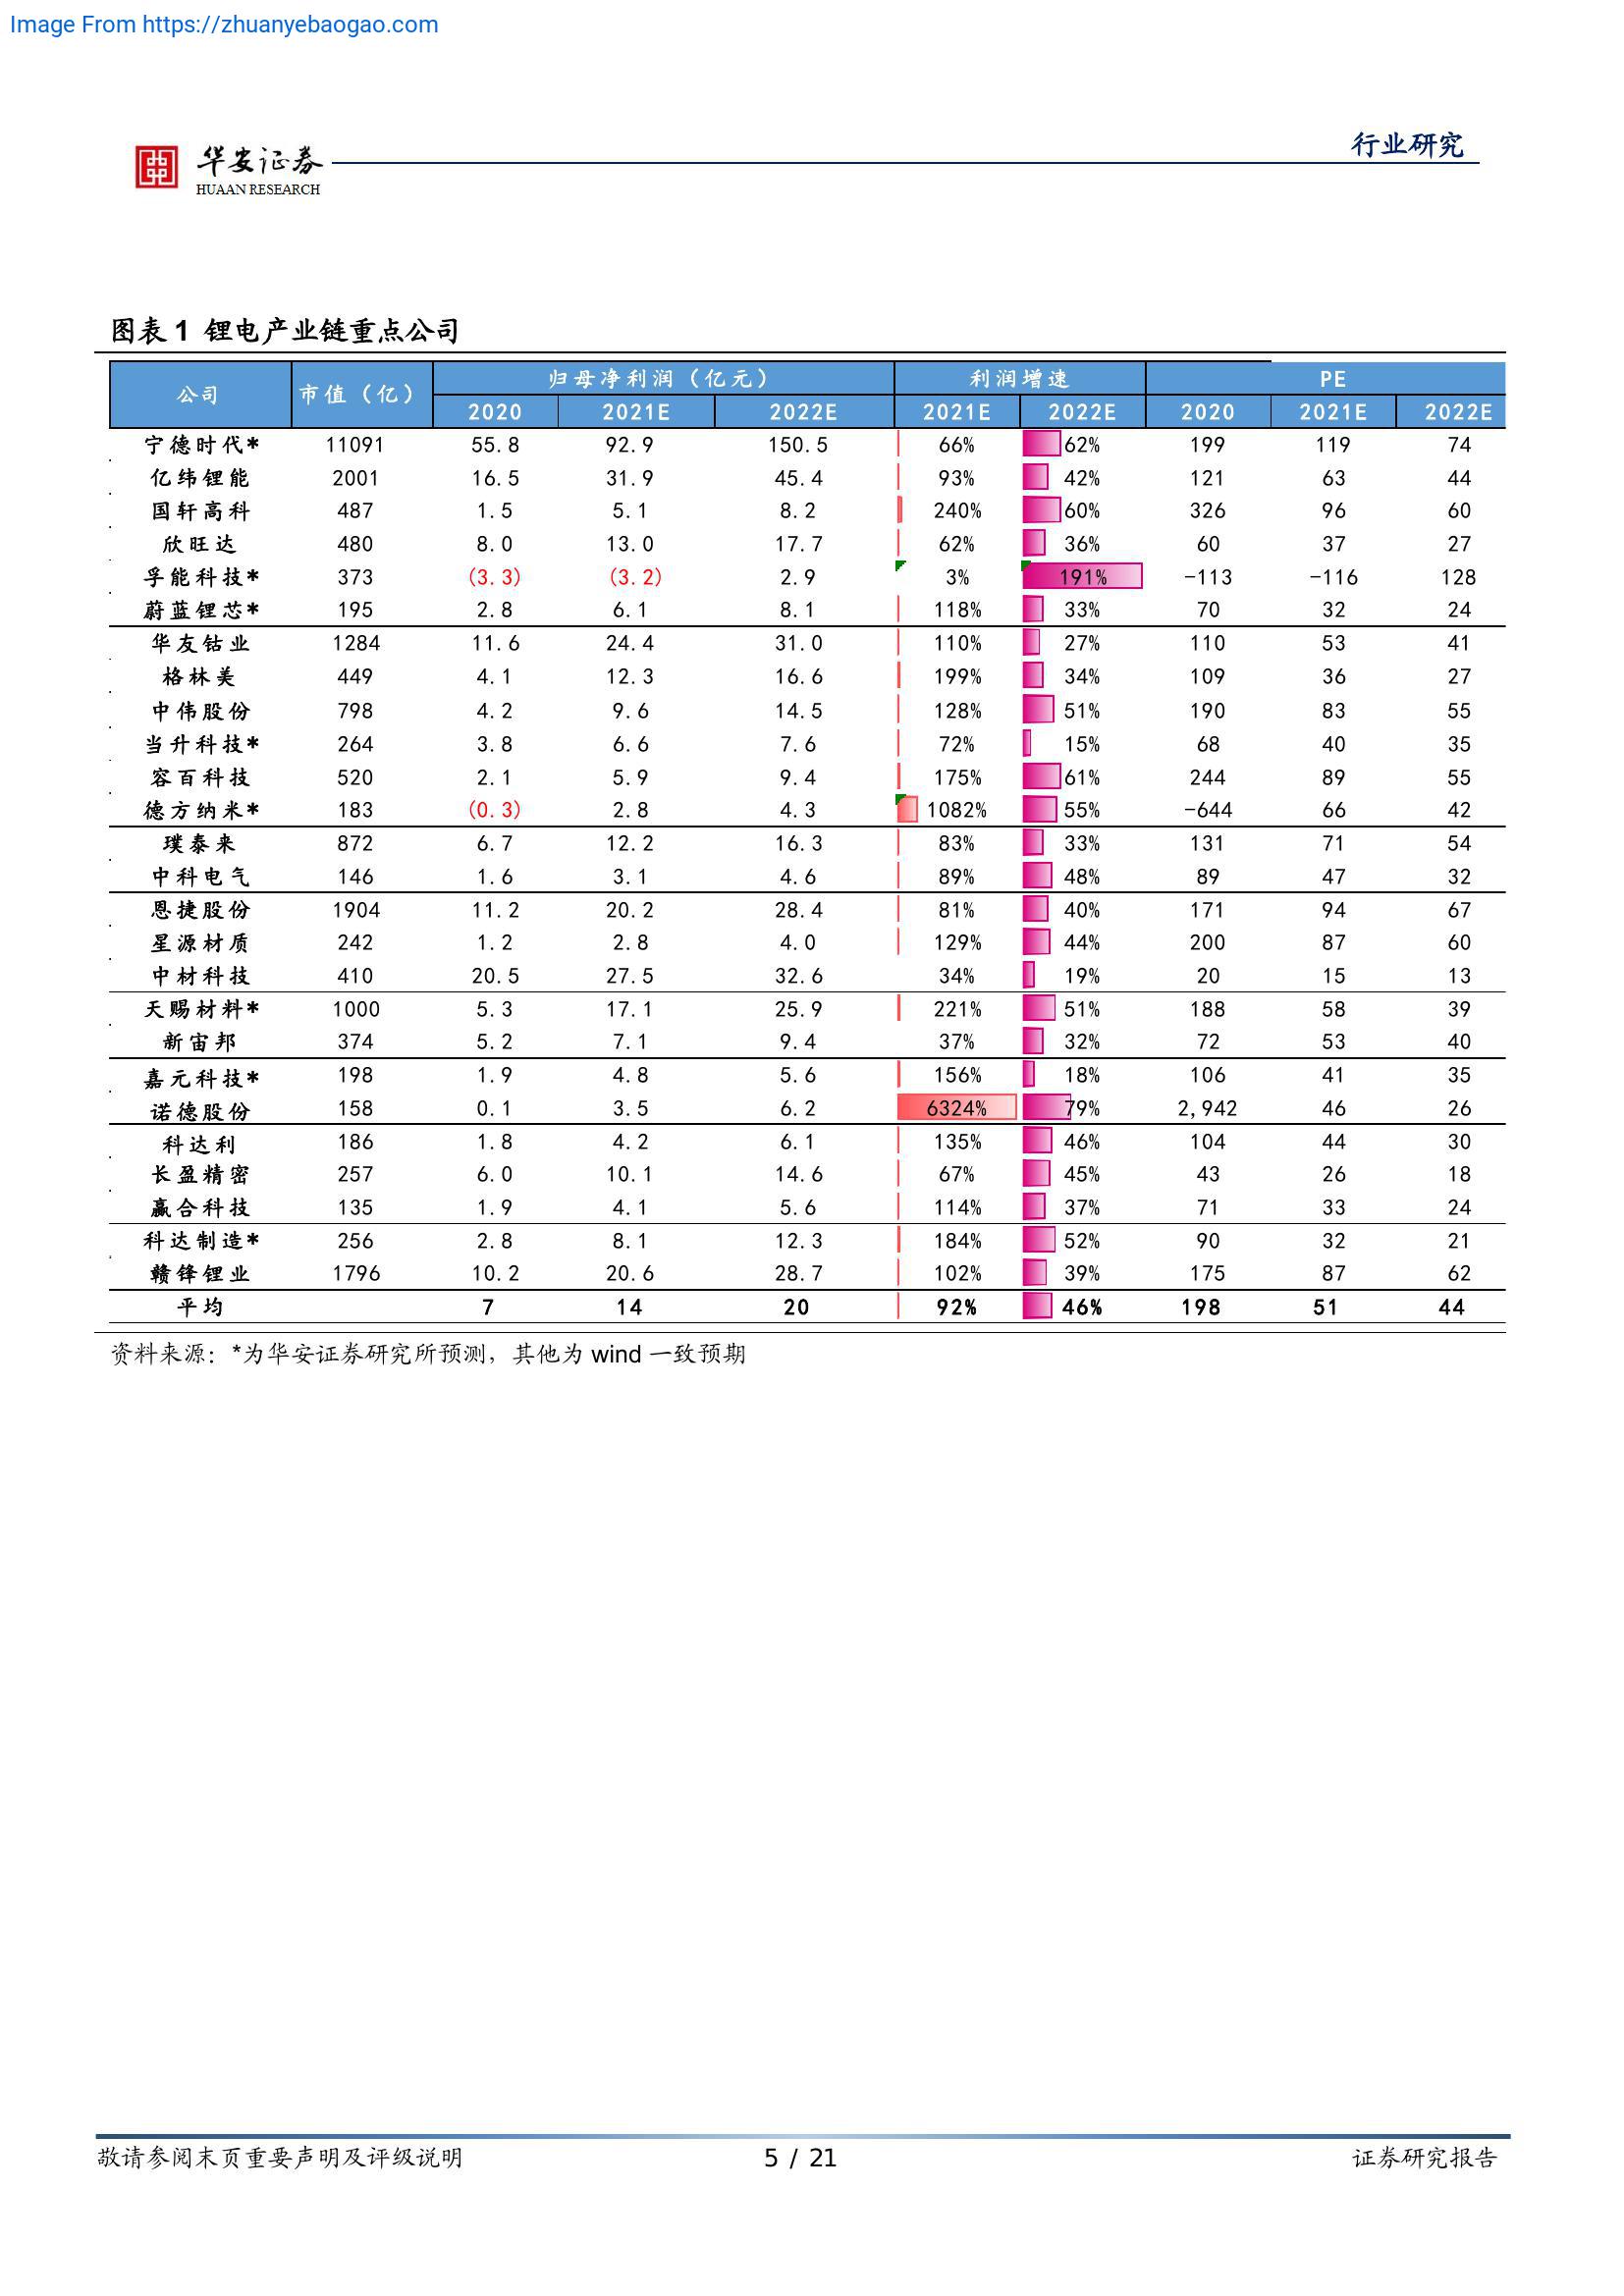 Image From https://zhuanyebaogao.com
行业研究
华安证券
HUAAN RESEARCH
图表 1 锂电产业链重点公司
公司 市值（亿） 归母净利润（亿元） 利润增速 PE
2020 2021E 2022E 2021E 2022E 2020 2021E 2022E
宁德时代* 11091 55.8 92.9 150.5 66% 62% 199 119 74
亿纬锂能 2001 16.5 31.9 45.4 93% 42% 121 63 44
国轩高科 487 1.5 5.1 8.2 240% 60% 326 96 60
欣旺达 480 8.0 13.0 17.7 62% 36% 60 37 27
孚能科技* 373 (3.3) (3.2) 2.9 3% 191% -113 -116 128
蔚蓝锂芯* 195 2.8 6.1 8.1 118% 33% 70 32 24
华友钴业 1284 11.6 24.4 31.0 110% 27% 110 53 41
格林美 449 4.1 12.3 16.6 199% 34% 109 36 27
中伟股份 798 4.2 9.6 14.5 128% 51% 190 83 55
当升科技* 264 3.8 6.6 7.6 72% 15% 68 40 35
容百科技 520 2.1 5.9 9.4 175% 61% 244 89 55
德方纳米* 183 (0.3) 2.8 4.3 1082% 55% -644 66 42
璞泰来 872 6.7 12.2 16.3 83% 33% 131 71 54
中科电气 146 1.6 3.1 4.6 89% 48% 89 47 32
恩捷股份 1904 11.2 20.2 28.4 81% 40% 171 94 67
星源材质 242 1.2 2.8 4.0 129% 44% 200 87 60
中材科技 410 20.5 27.5 32.6 34% 19% 20 15 13
天赐材料* 1000 5.3 17.1 25.9 221% 51% 188 58 39
新宙邦 374 5.2 7.1 9.4 37% 32% 72 53 40
嘉元科技* 198 1.9 4.8 5.6 156% 18% 106 41 35
诺德股份 158 0.1 3.5 6.2 6324% 79% 2,942 46 26
科达利 186 1.8 4.2 6.1 135% 46% 104 44 30
长盈精密 257 6.0 10.1 14.6 67% 45% 43 26 18
赢合科技 135 1.9 4.1 5.6 114% 37% 71 33 24
科达制造* 256 2.8 8.1 12.3 184% 52% 90 32 21
赣锋锂业 1796 10.2 20.6 28.7 102% 39% 175 87 62
平均 7 14 20 92% 46% 198 51 44
资料来源：*为华安证券研究所预测，其他为 wind 一致预期
敬请参阅末页重要声明及评级说明 5 / 21 证券研究报告